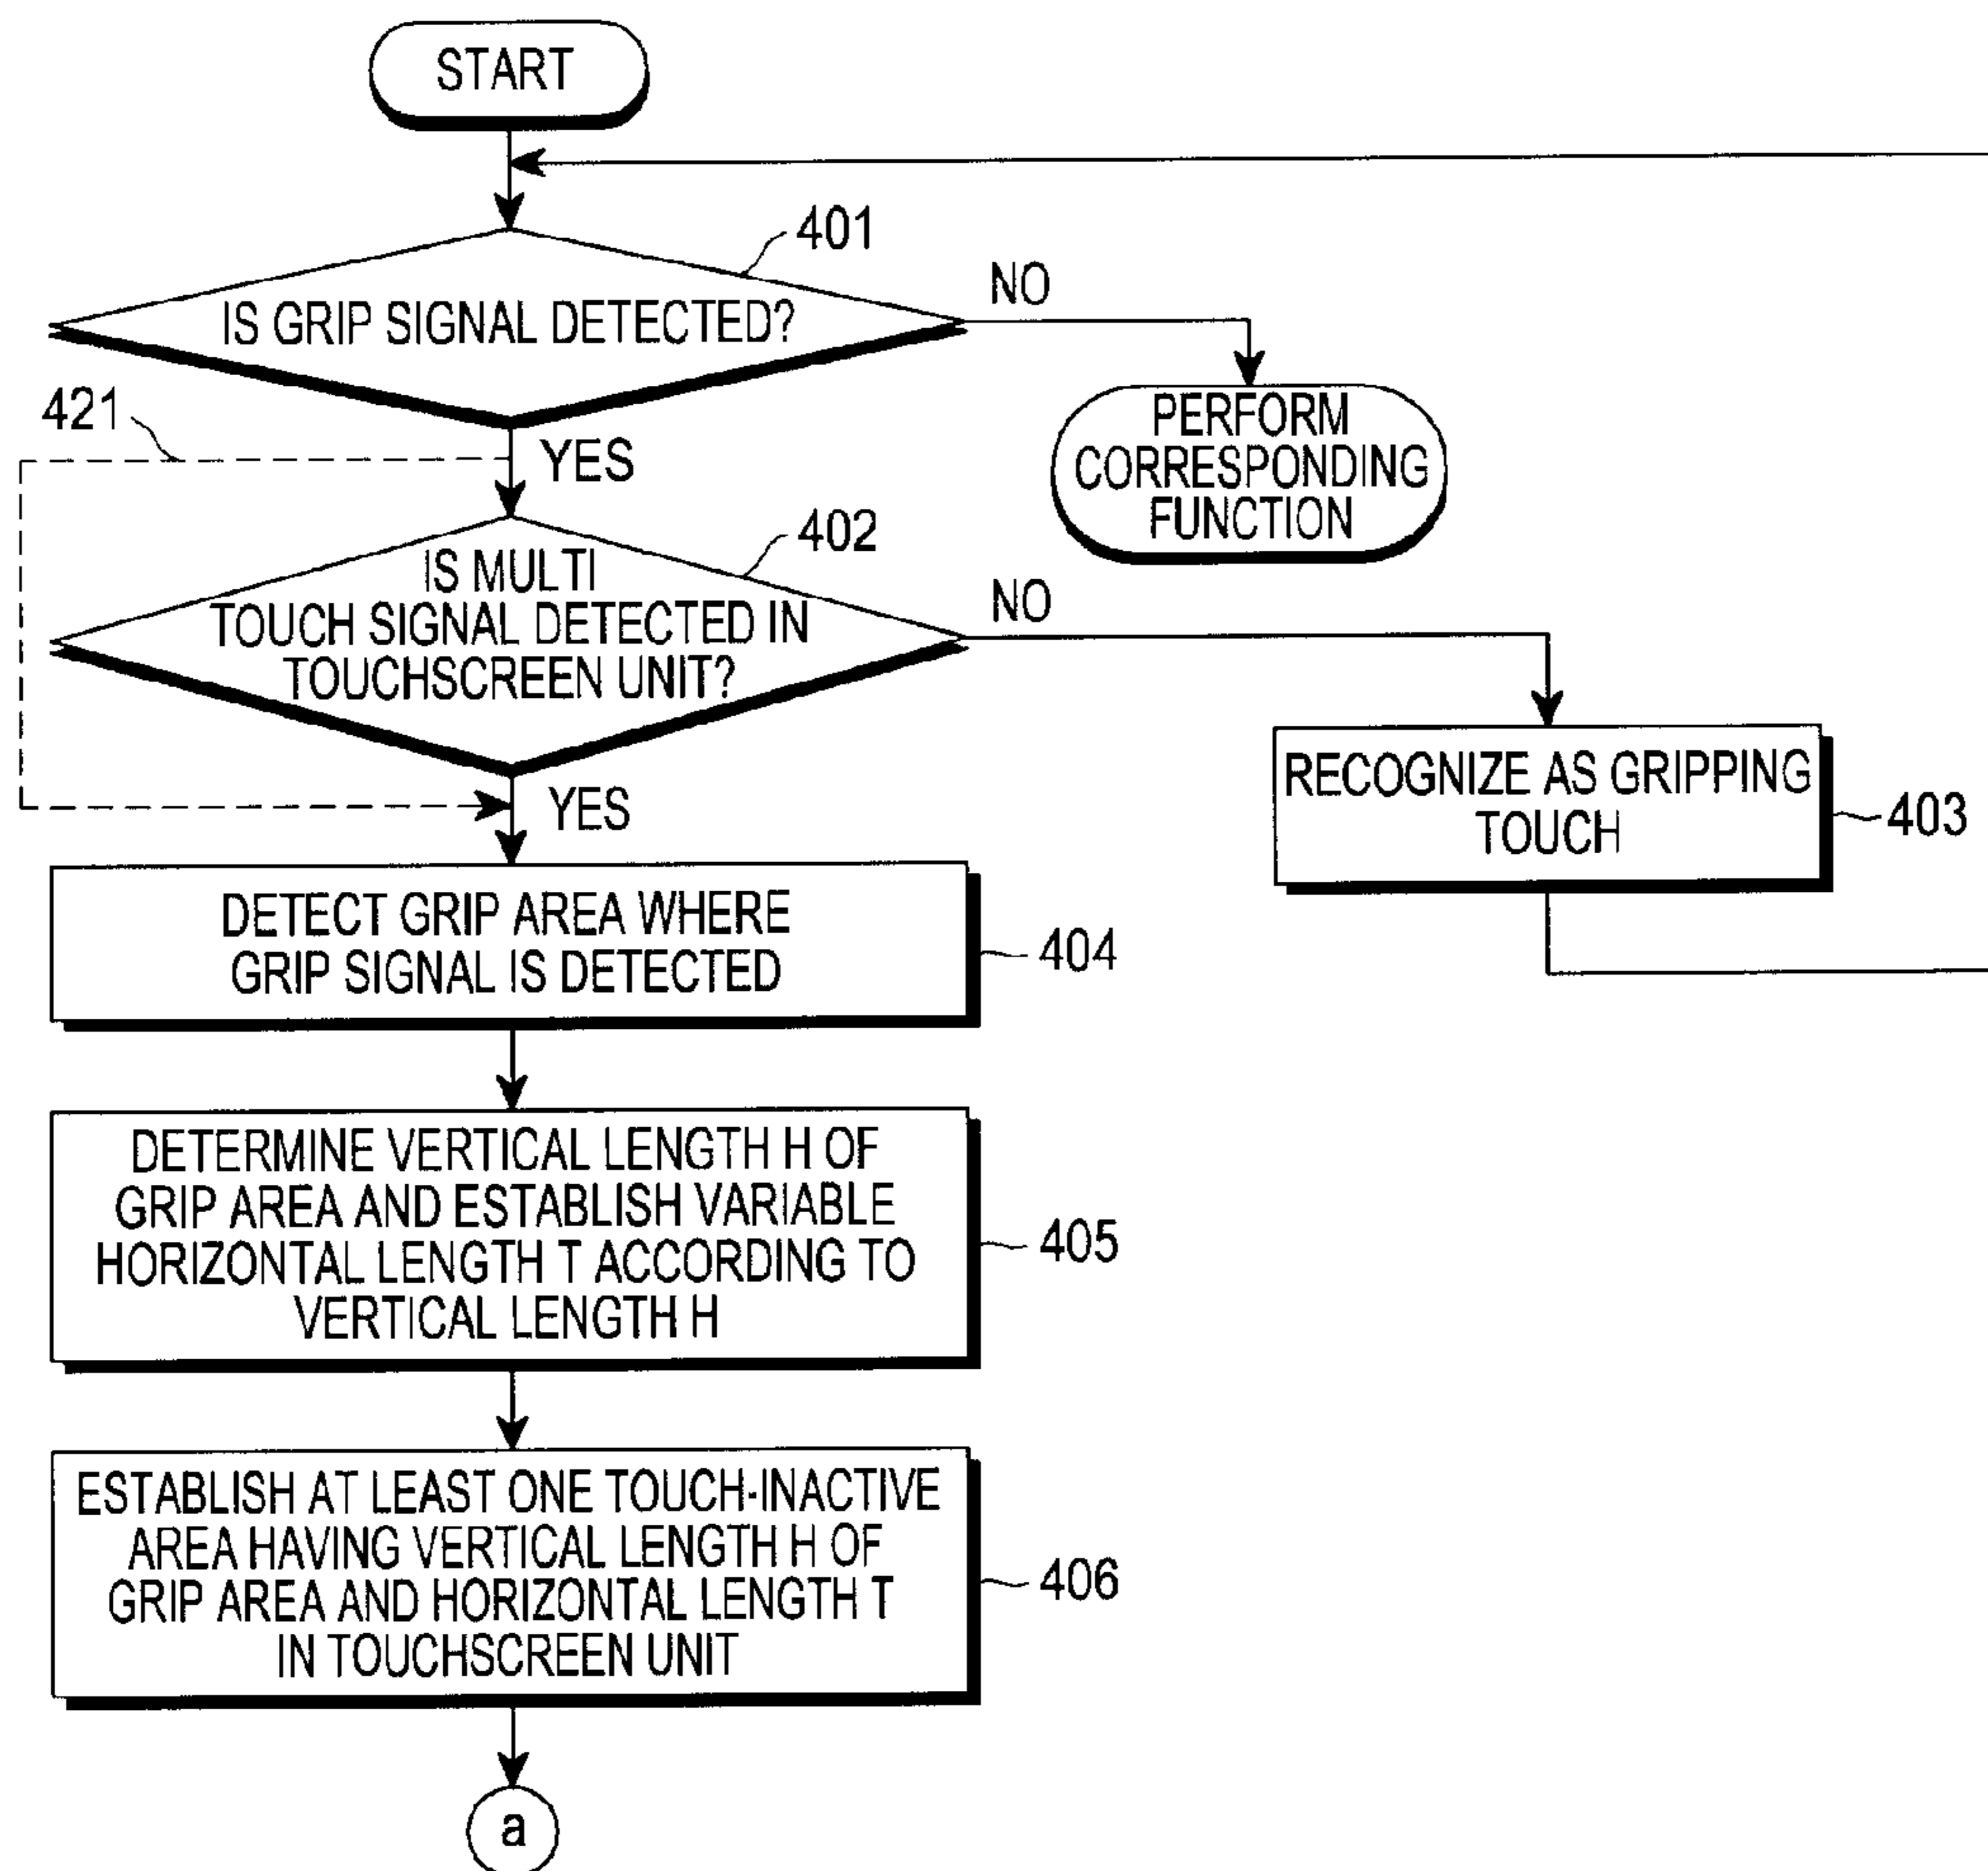 START
401
IS GRIP SIGNAL DETECTED?
NO
421
YES
PERFORM
CORRESPONDING
FUNCTION
402
IS MULTI
TOUCH SIGNAL DETECTED IN
TOUCHSCREEN UNIT?
NO
YES
RECOGNIZE AS GRIPPING
TOUCH
403
DETECT GRIP AREA WHERE
GRIP SIGNAL IS DETECTED
404
DETERMINE VERTICAL LENGTH H OF
GRIP AREA AND ESTABLISH VARIABLE
HORIZONTAL LENGTH T ACCORDING TO
VERTICAL LENGTH H
405
ESTABLISH AT LEAST ONE TOUCH-INACTIVE
AREA HAVING VERTICAL LENGTH H OF
GRIP AREA AND HORIZONTAL LENGTH T
IN TOUCHSCREEN UNIT
406
a